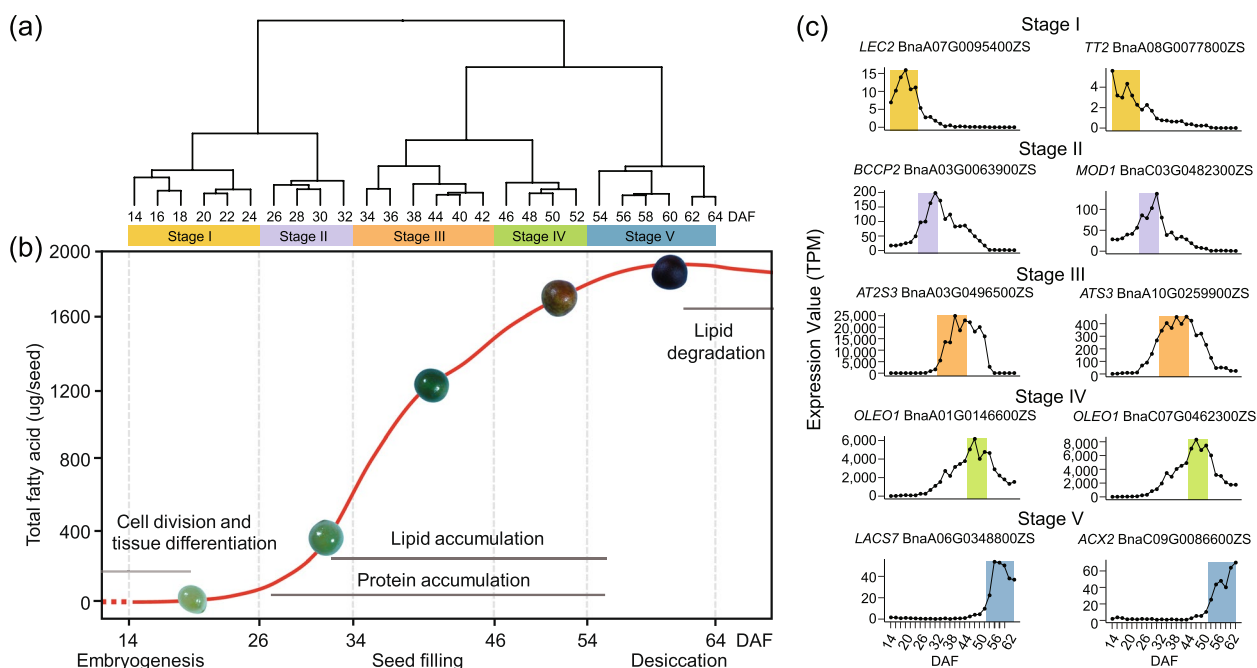 (a)
14 16 18 20 22 24 26 28 30 32 34 36 38 44 40 42 46 48 50 52 54 56 58 60 62 64 DAF
Stage I Stage II Stage III Stage IV Stage V
(b)
Total fatty acid (ug/seed)
2000
1600
1200
800
400
0
Cell division and
tissue differentiation
Lipid accumulation
Protein accumulation
Lipid
degradation
14 26 34 46 54 64 DAF
Embryogenesis Seed filling Desiccation
(c)
Expression Value (TPM)
Stage I
LEC2 BnaA07G0095400ZS
15
10
5
0
TT2 BnaA08G0077800ZS
4
2
0
Stage II
BCCP2 BnaA03G0063900ZS
200
150
100
50
0
MOD1 BnaC03G0482300ZS
100
50
0
Stage III
AT2S3 BnaA03G0496500ZS
25,000
20,000
15,000
10,000
5,000
0
ATS3 BnaA10G0259900ZS
400
300
200
100
0
Stage IV
OLEO1 BnaA01G0146600ZS
6,000
4,000
2,000
0
OLEO1 BnaC07G0462300ZS
8,000
6,000
4,000
2,000
0
Stage V
LACS7 BnaA06G0348800ZS
40
20
0
14 20 26 32 38 44 50 56 62
DAF
ACX2 BnaC09G0086600ZS
60
40
20
0
14 20 26 32 38 44 50 56 62
DAF